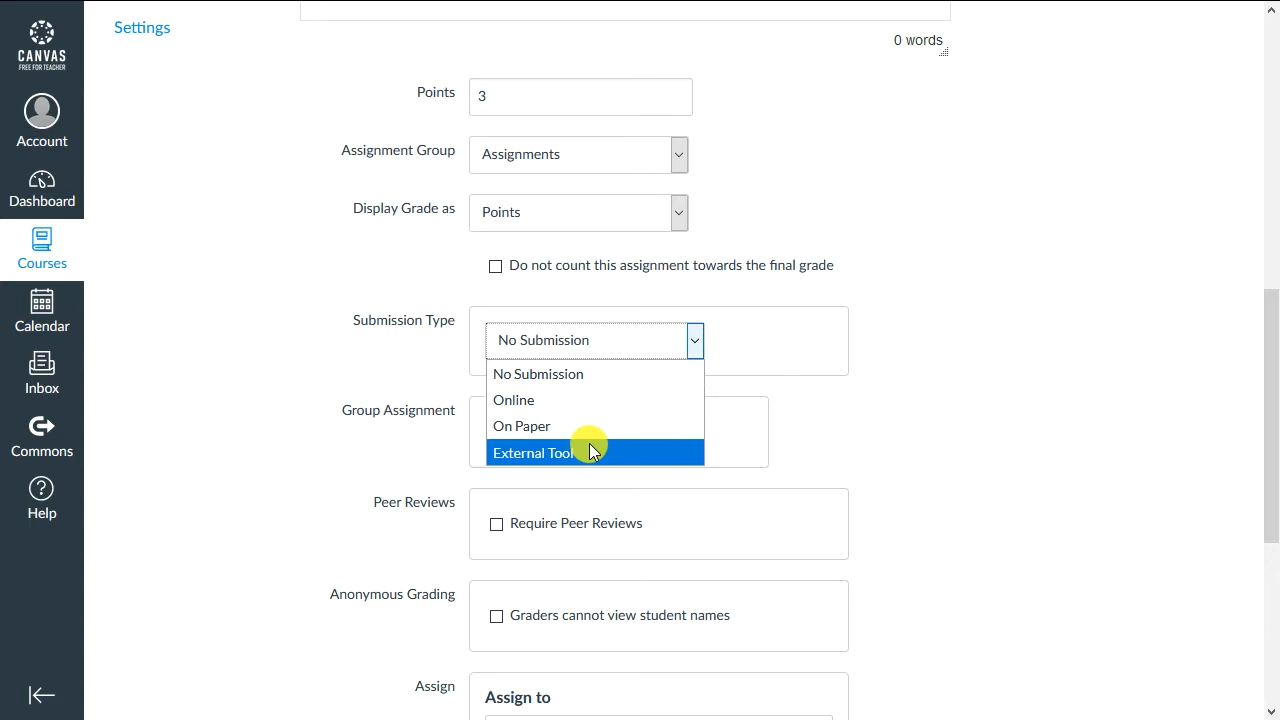 CANVAS
FREE FOR TEACHER
Account
Dashboard
Courses
Calendar
Inbox
Commons
Help
Settings
0 words
Points
3
Assignment Group
Assignments
Display Grade as
Points
Do not count this assignment towards the final grade
Submission Type
No Submission
No Submission
Online
On Paper
External Tool
Group Assignment
Peer Reviews
Require Peer Reviews
Anonymous Grading
Graders cannot view student names
Assign
Assign to